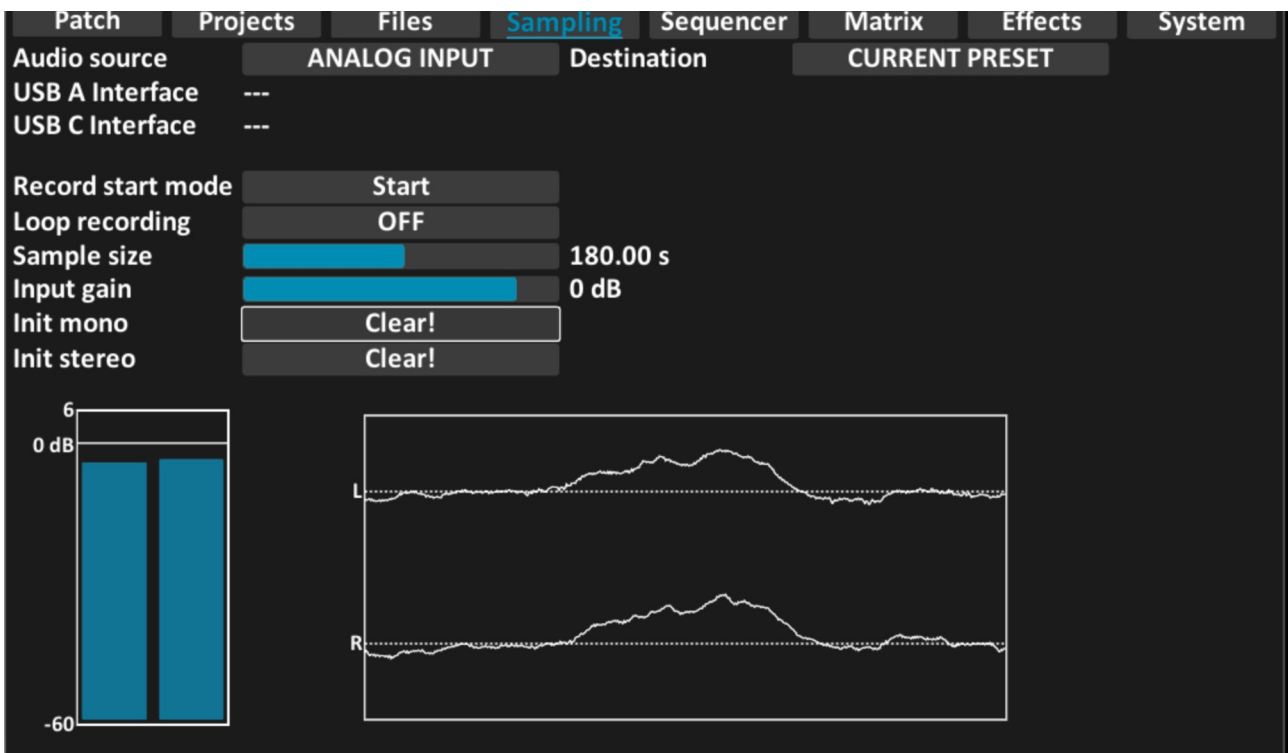 Patch Projects Files Sampling Sequencer Matrix Effects System
Audio source ANALOG INPUT Destination CURRENT PRESET
USB A Interface ---
USB C Interface ---
Record start mode Start
Loop recording OFF
Sample size 180.00 s
Input gain 0 dB
Init mono Clear!
Init stereo Clear!
6
0 dB
L
R
-60